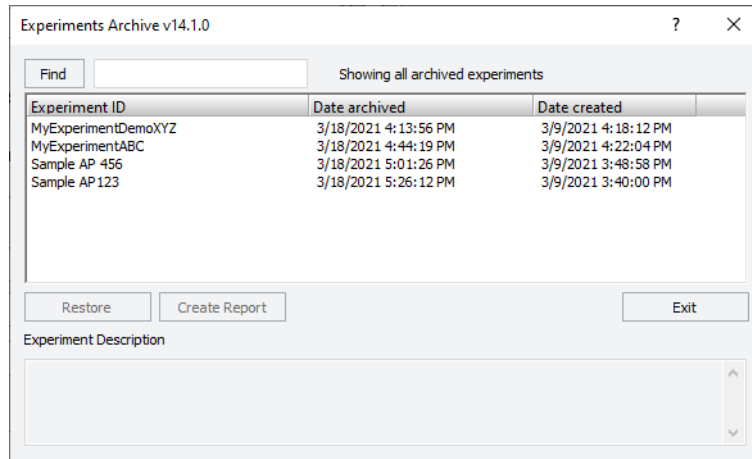 Experiments Archive v14.1.0 ?
Find Showing all archived experiments
Experiment ID Date archived Date created
MyExperimentDemoXYZ 3/18/2021 4:13:56 PM 3/9/2021 4:18:12 PM
MyExperimentABC 3/18/2021 4:44:19 PM 3/9/2021 4:22:04 PM
Sample AP 456 3/18/2021 5:01:26 PM 3/9/2021 3:48:58 PM
Sample AP123 3/18/2021 5:26:12 PM 3/9/2021 3:40:00 PM
Restore Create Report Exit
Experiment Description